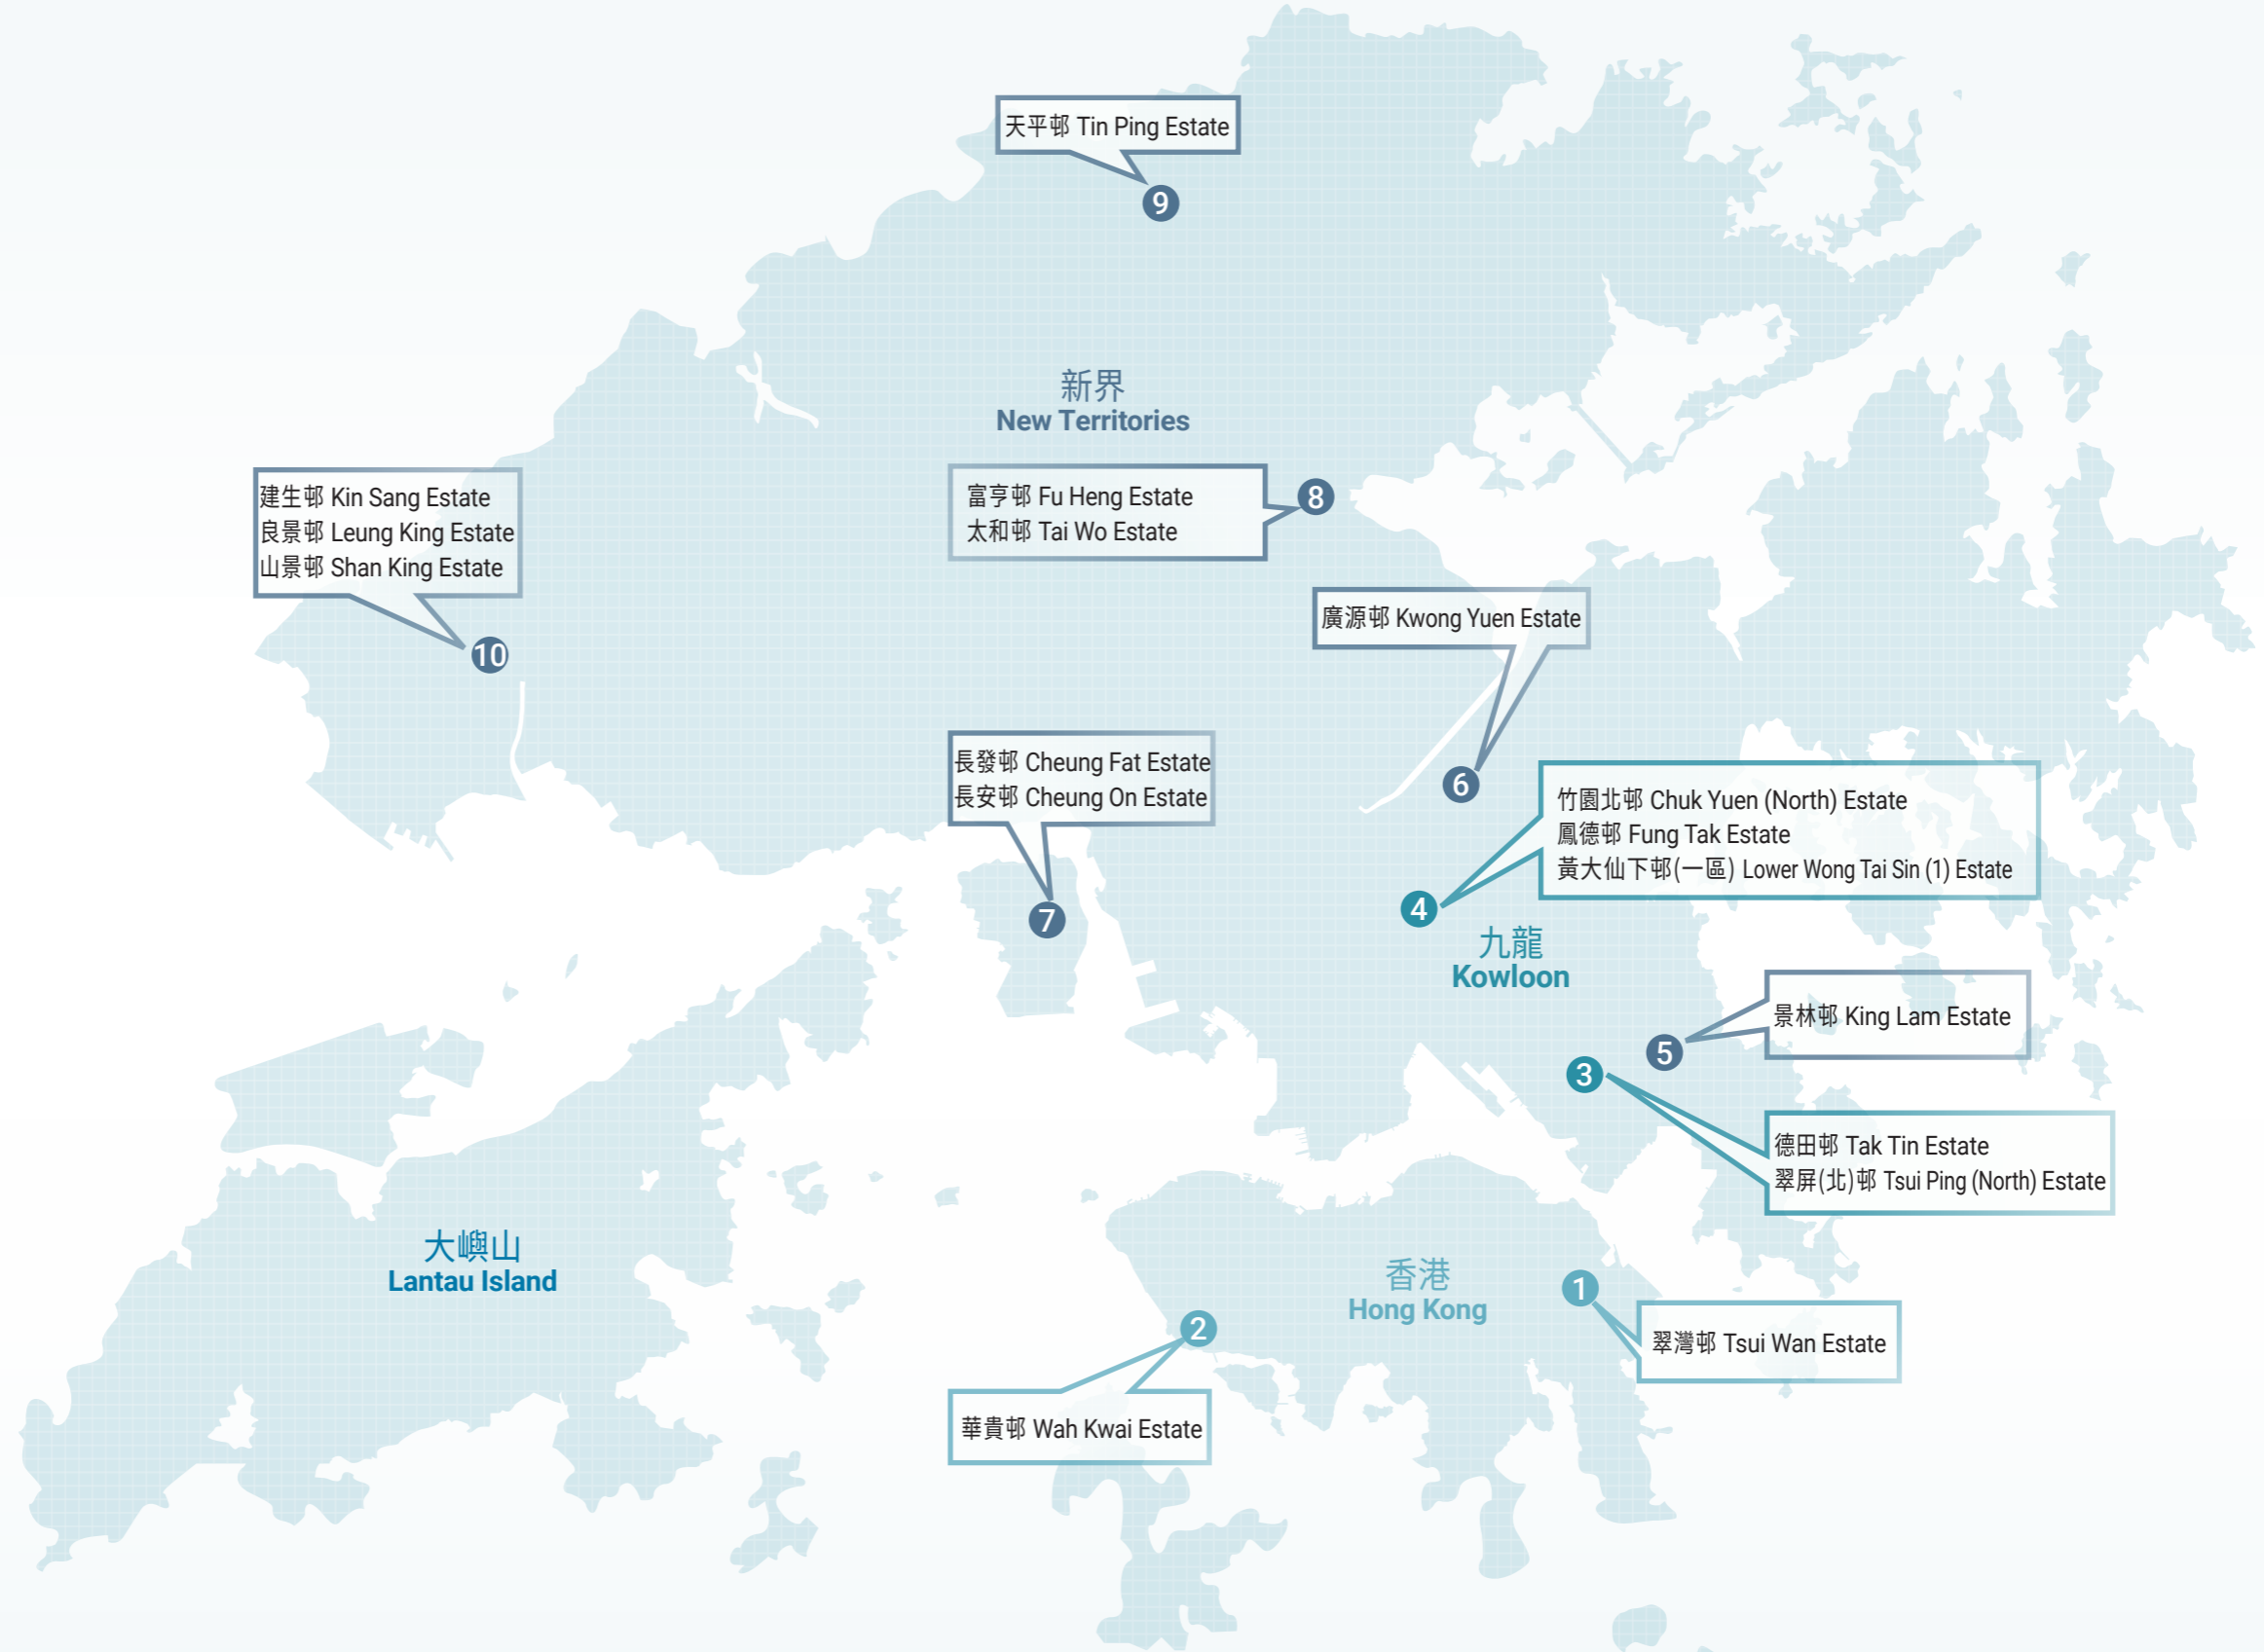 天平邨 Tin Ping Estate
9
新界
New Territories
建生邨 Kin Sang Estate
良景邨 Leung King Estate
山景邨 Shan King Estate
10
富亨邨 Fu Heng Estate
太和邨 Tai Wo Estate
8
廣源邨 Kwong Yuen Estate
6
長發邨 Cheung Fat Estate
長安邨 Cheung On Estate
7
竹園北邨 Chuk Yuen (North) Estate
鳳德邨 Fung Tak Estate
黃大仙下邨(一區) Lower Wong Tai Sin (1) Estate
4
九龍
Kowloon
景林邨 King Lam Estate
5
3
德田邨 Tak Tin Estate
翠屏(北)邨 Tsui Ping (North) Estate
大嶼山
Lantau Island
香港
Hong Kong
1
翠灣邨 Tsui Wan Estate
2
華貴邨 Wah Kwai Estate